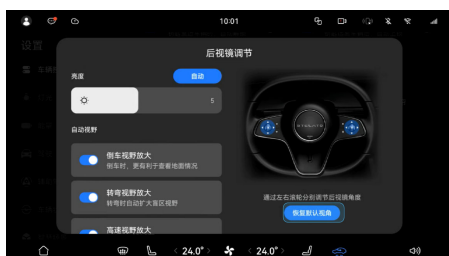 10:01
设置
后视镜调节
亮度
自动
5
自动视野
倒车视野放大
倒车时，更有利于查看地面情况
转弯视野放大
转弯时自动扩大盲区视野
高速视野放大
通过左右滚轮分别调节后视镜角度
恢复默认视角
24.0°
24.0°